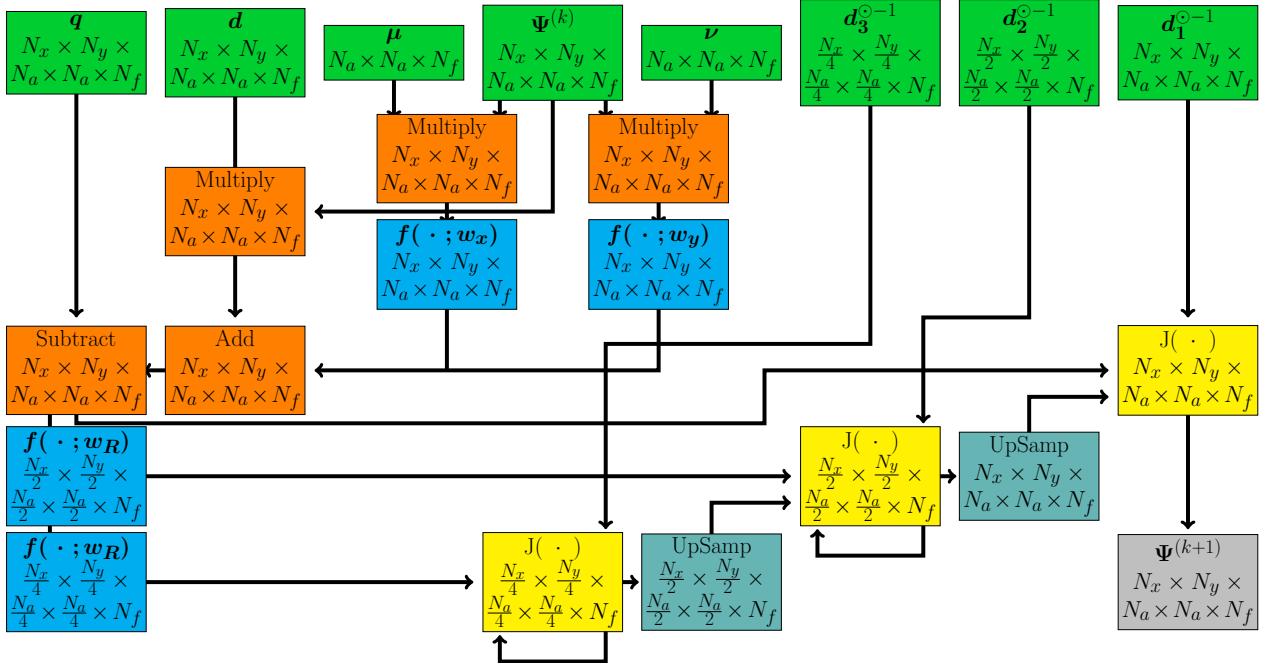 q
N_x × N_y ×
N_a × N_a × N_f
d
N_x × N_y ×
N_a × N_a × N_f
μ
N_a × N_a × N_f
Ψ^(k)
N_x × N_y ×
N_a × N_a × N_f
ν
N_a × N_a × N_f
d_3^⊙−1
N_x/4 × N_y/4 ×
N_a/4 × N_a/4 × N_f
d_2^⊙−1
N_x/2 × N_y/2 ×
N_a/2 × N_a/2 × N_f
d_1^⊙−1
N_x × N_y ×
N_a × N_a × N_f
Multiply
N_x × N_y ×
N_a × N_a × N_f
Multiply
N_x × N_y ×
N_a × N_a × N_f
Multiply
N_x × N_y ×
N_a × N_a × N_f
f( · ; w_x)
N_x × N_y ×
N_a × N_a × N_f
f( · ; w_y)
N_x × N_y ×
N_a × N_a × N_f
Subtract
N_x × N_y ×
N_a × N_a × N_f
Add
N_x × N_y ×
N_a × N_a × N_f
J( · )
N_x × N_y ×
N_a × N_a × N_f
f( · ; w_R)
N_x/2 × N_y/2 ×
N_a/2 × N_a/2 × N_f
J( · )
N_x/2 × N_y/2 ×
N_a/2 × N_a/2 × N_f
UpSamp
N_x × N_y ×
N_a × N_a × N_f
f( · ; w_R)
N_x/4 × N_y/4 ×
N_a/4 × N_a/4 × N_f
J( · )
N_x/4 × N_y/4 ×
N_a/4 × N_a/4 × N_f
UpSamp
N_x/2 × N_y/2 ×
N_a/2 × N_a/2 × N_f
Ψ^(k+1)
N_x × N_y ×
N_a × N_a × N_f